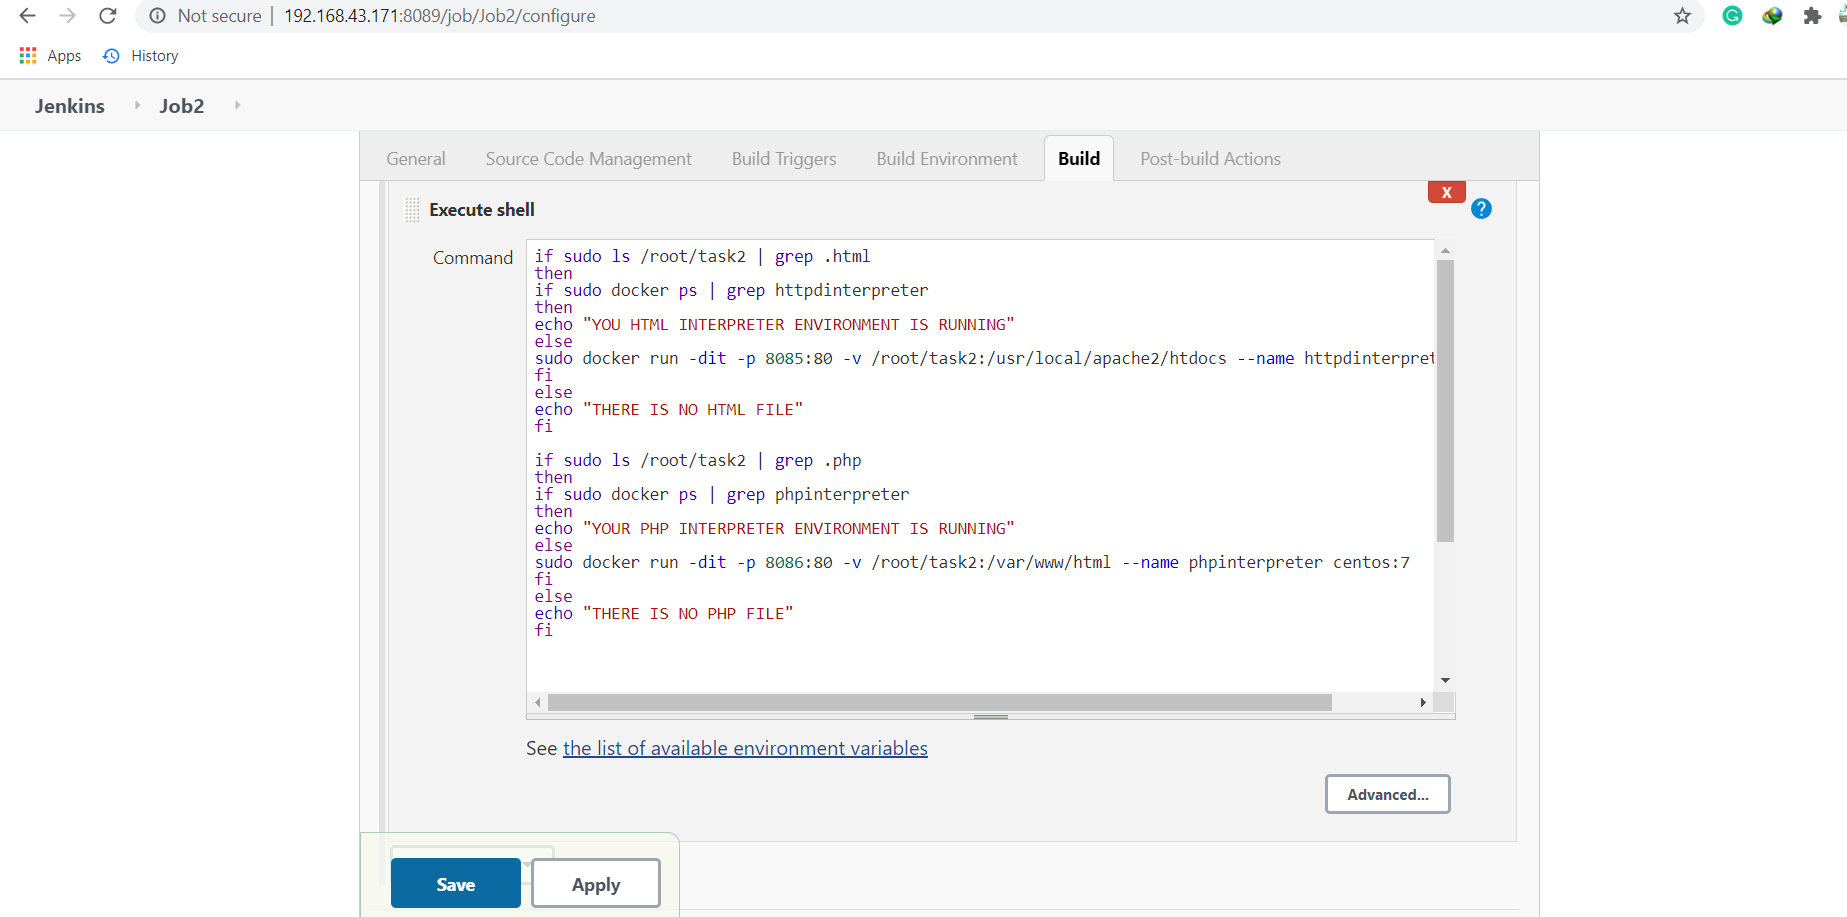 Not secure | 192.168.43.171:8089/job/Job2/configure
Apps History
Jenkins Job2
General Source Code Management Build Triggers Build Environment Build Post-build Actions
X
Execute shell ?
Command
if sudo ls /root/task2 | grep .html
then
if sudo docker ps | grep httpdinterpreter
then
echo "YOU HTML INTERPRETER ENVIRONMENT IS RUNNING"
else
sudo docker run -dit -p 8085:80 -v /root/task2:/usr/local/apache2/htdocs --name httpdinterpret
fi
else
echo "THERE IS NO HTML FILE"
fi
if sudo ls /root/task2 | grep .php
then
if sudo docker ps | grep phpinterpreter
then
echo "YOUR PHP INTERPRETER ENVIRONMENT IS RUNNING"
else
sudo docker run -dit -p 8086:80 -v /root/task2:/var/www/html --name phpinterpreter centos:7
fi
else
echo "THERE IS NO PHP FILE"
fi
See the list of available environment variables
Advanced...
Save Apply